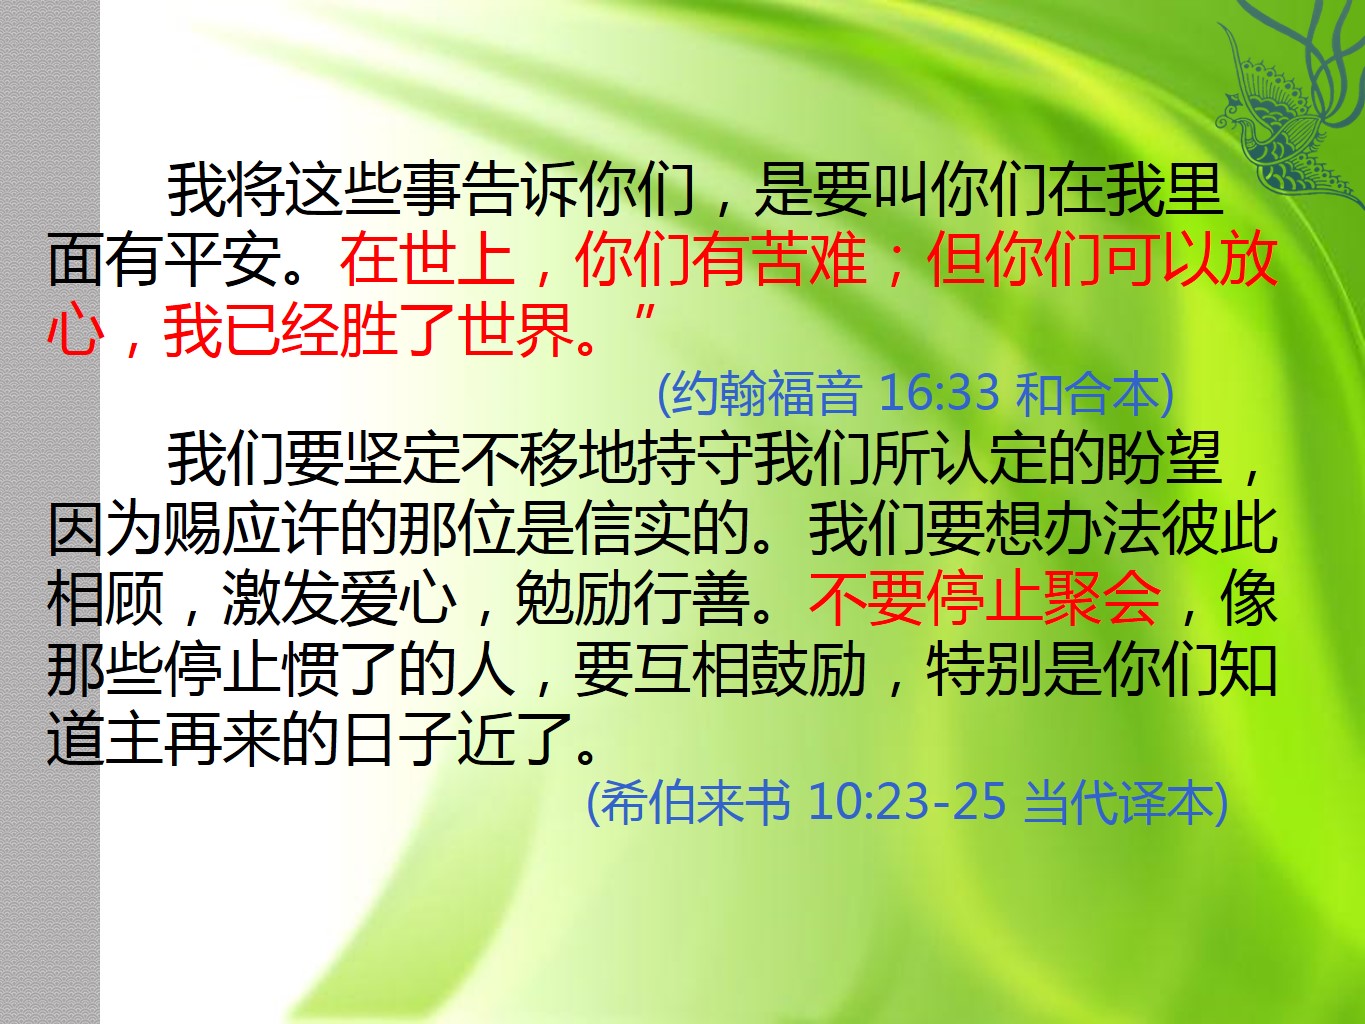 我将这些事告诉你们，是要叫你们在我里
面有平安。在世上，你们有苦难；但你们可以放
心，我已经胜了世界。”
(约翰福音 16:33 和合本)
我们要坚定不移地持守我们所认定的盼望，
因为赐应许的那位是信实的。我们要想办法彼此
相顾，激发爱心，勉励行善。不要停止聚会，像
那些停止惯了的人，要互相鼓励，特别是你们知
道主再来的日子近了。
(希伯来书 10:23-25 当代译本)